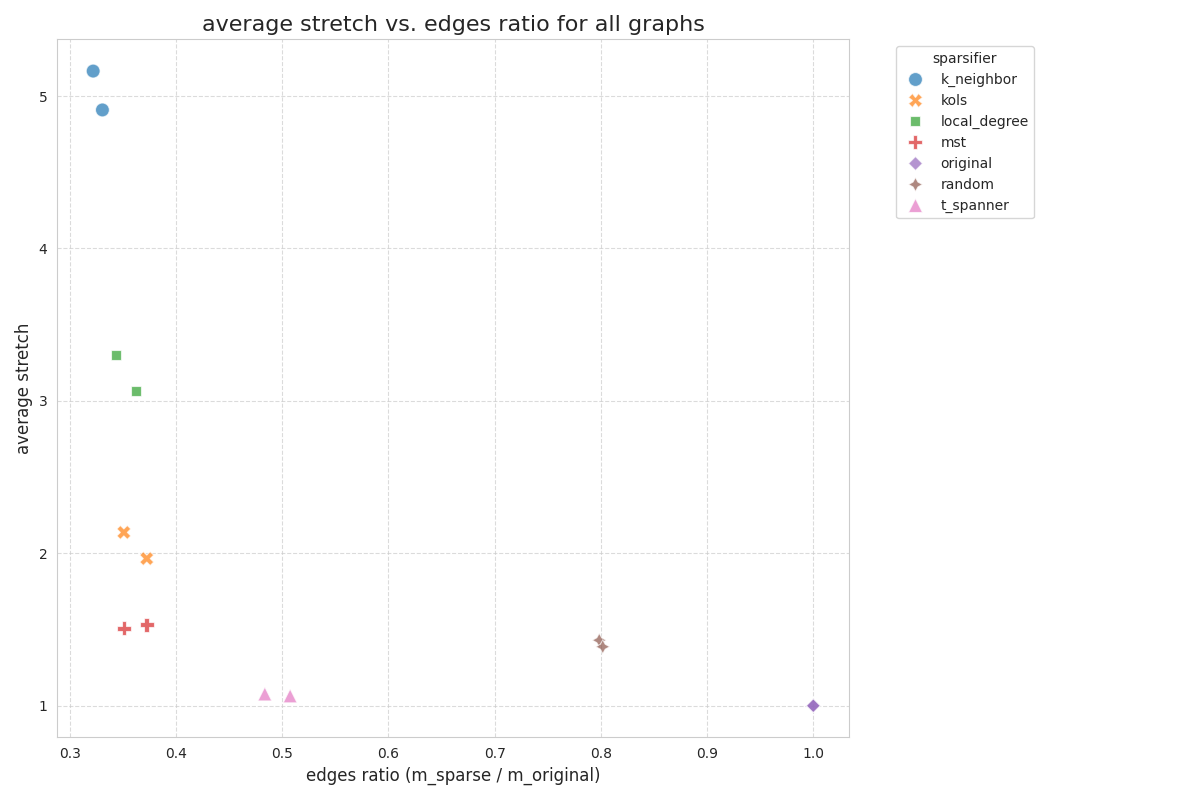 average stretch vs. edges ratio for all graphs
sparsifier
k_neighbor
kols
local_degree
mst
original
random
t_spanner
average stretch
5
4
3
2
1
0.3 0.4 0.5 0.6 0.7 0.8 0.9 1.0
edges ratio (m_sparse / m_original)